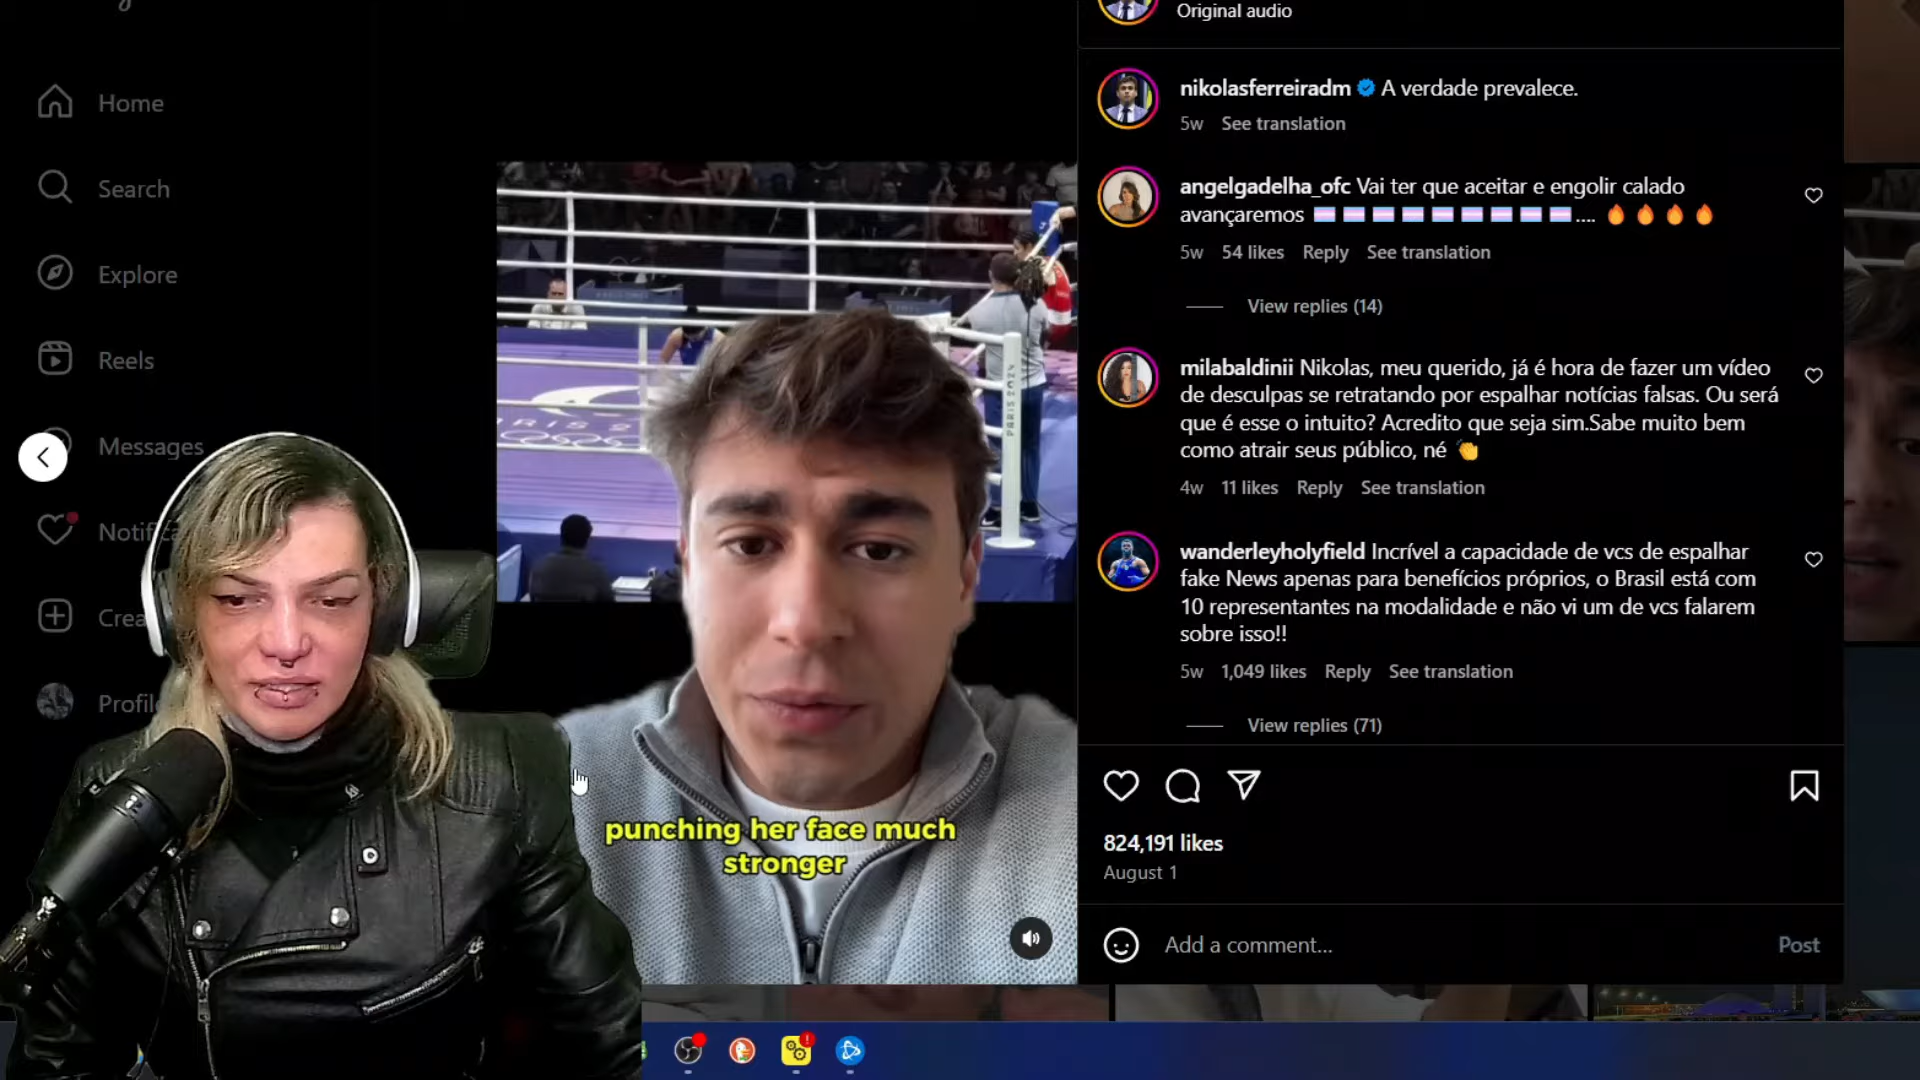 Home
Search
Explore
Reels
Messages
Notifica
Crea
Profile
PARIS 2024
punching her face much
stronger
Original audio
nikolasferreiradm A verdade prevalece.
5w See translation
angelgadelha_ofc Vai ter que aceitar e engolir calado
avançaremos 🏳️‍⚧️🏳️‍⚧️🏳️‍⚧️🏳️‍⚧️🏳️‍⚧️🏳️‍⚧️🏳️‍⚧️🏳️‍⚧️🏳️‍⚧️.... 🔥🔥🔥🔥
5w 54 likes Reply See translation
View replies (14)
milabaldinii Nikolas, meu querido, já é hora de fazer um vídeo
de desculpas se retratando por espalhar notícias falsas. Ou será
que é esse o intuito? Acredito que seja sim.Sabe muito bem
como atrair seus público, né 👏
4w 11 likes Reply See translation
wanderleyholyfield Incrível a capacidade de vcs de espalhar
fake News apenas para benefícios próprios, o Brasil está com
10 representantes na modalidade e não vi um de vcs falarem
sobre isso!!
5w 1,049 likes Reply See translation
View replies (71)
824,191 likes
August 1
Add a comment...
Post